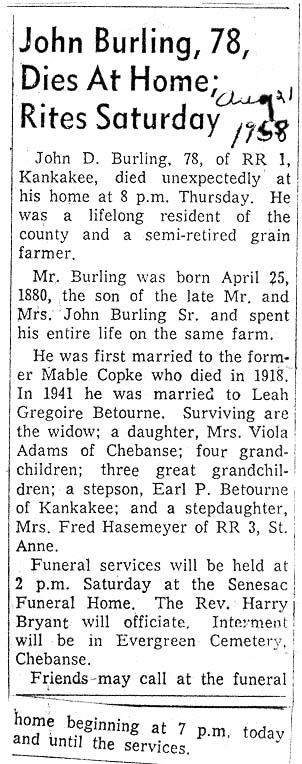 John Burling, 78,
Dies At Home;
Rites Saturday
Aug 21
1958
John D. Burling, 78, of RR 1,
Kankakee, died unexpectedly at
his home at 8 p.m. Thursday. He
was a lifelong resident of the
county and a semi-retired grain
farmer.
Mr. Burling was born April 25,
1880, the son of the late Mr. and
Mrs. John Burling Sr. and spent
his entire life on the same farm.
He was first married to the form-
er Mable Copke who died in 1918.
In 1941 he was married to Leah
Gregoire Betourne. Surviving are
the widow; a daughter, Mrs. Viola
Adams of Chebanse; four grand-
children; three great grandchil-
dren; a stepson, Earl P. Betourne
of Kankakee; and a stepdaughter,
Mrs. Fred Hasemeyer of RR 3, St.
Anne.
Funeral services will be held at
2 p.m. Saturday at the Senesac
Funeral Home. The Rev. Harry
Bryant will officiate. Interment
will be in Evergreen Cemetery,
Chebanse.
Friends may call at the funeral
home beginning at 7 p.m. today
and until the services.